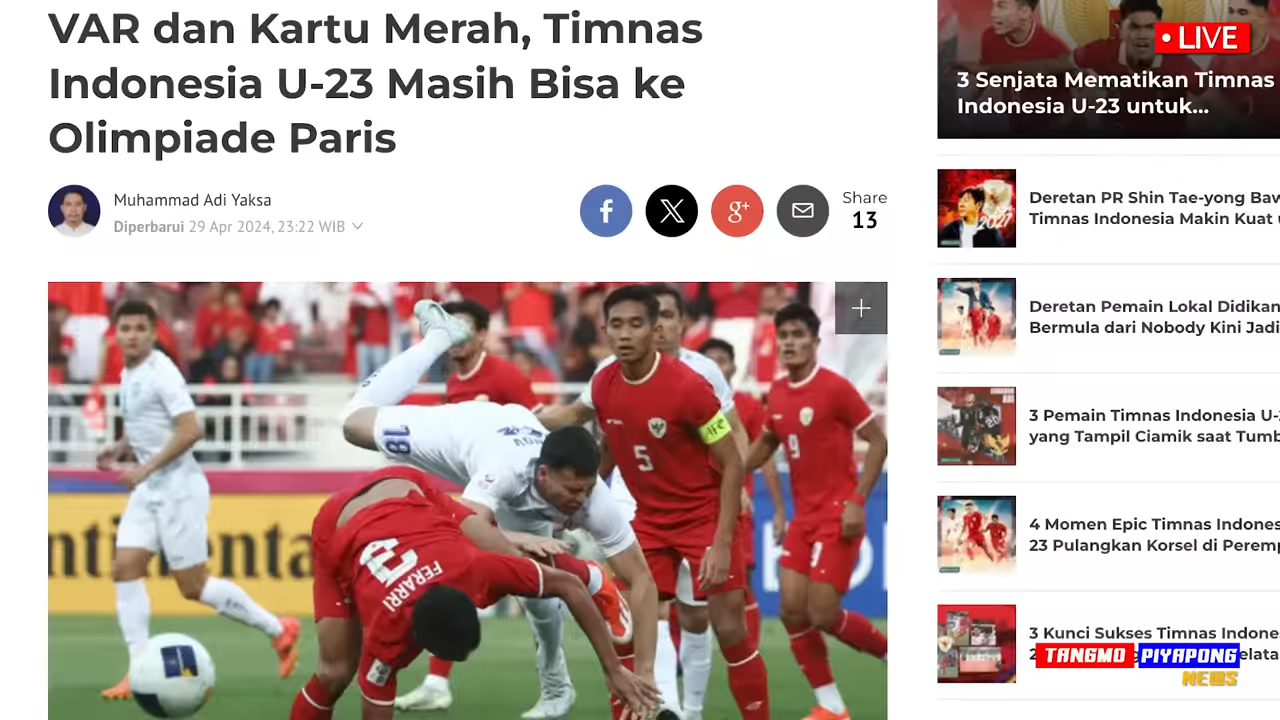 VAR dan Kartu Merah, Timnas
Indonesia U-23 Masih Bisa ke
Olimpiade Paris
Muhammad Adi Yaksa
Diperbarui 29 Apr 2024, 23:22 WIB
Share
13
18
5
9
2
FERARRI
ntinenta
• LIVE
3 Senjata Mematikan Timnas
Indonesia U-23 untuk...
Deretan PR Shin Tae-yong Baw
Timnas Indonesia Makin Kuat
2027
Deretan Pemain Lokal Didikan
Bermula dari Nobody Kini Jadi
3 Pemain Timnas Indonesia U-
yang Tampil Ciamik saat Tumb
4 Momen Epic Timnas Indones
23 Pulangkan Korsel di Peremp
3 Kunci Sukses Timnas Indone
TANGMO PIYAPONG
NEWS